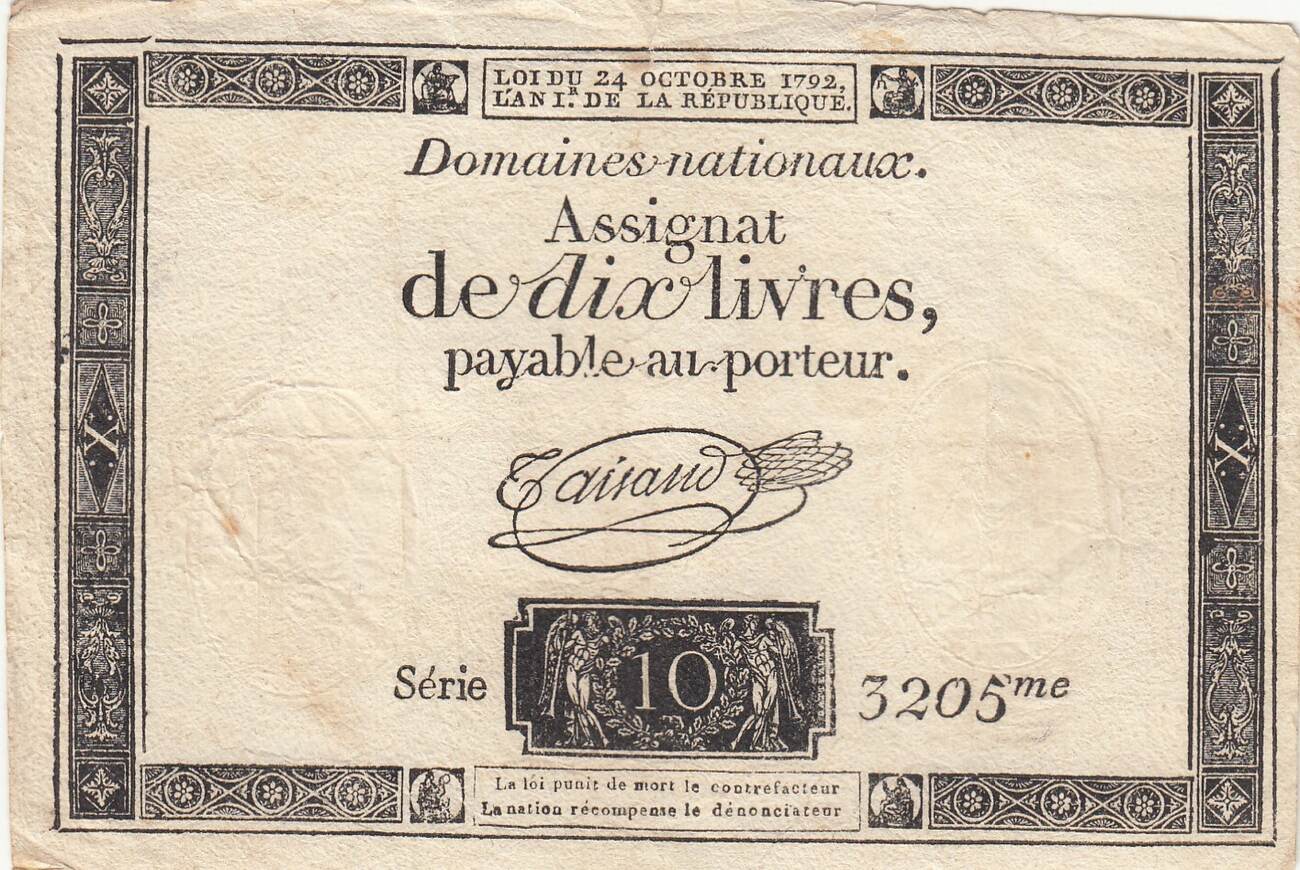 LOI DU 24 OCTOBRE 1792,
L'AN I.R DE LA RÉPUBLIQUE.
Domaines nationaux.
Assignat
de dix livres,
payable au porteur.
Taisaud
X
X
Série 10 3205me
La loi punit de mort le contrefacteur
La nation récompense le dénonciateur